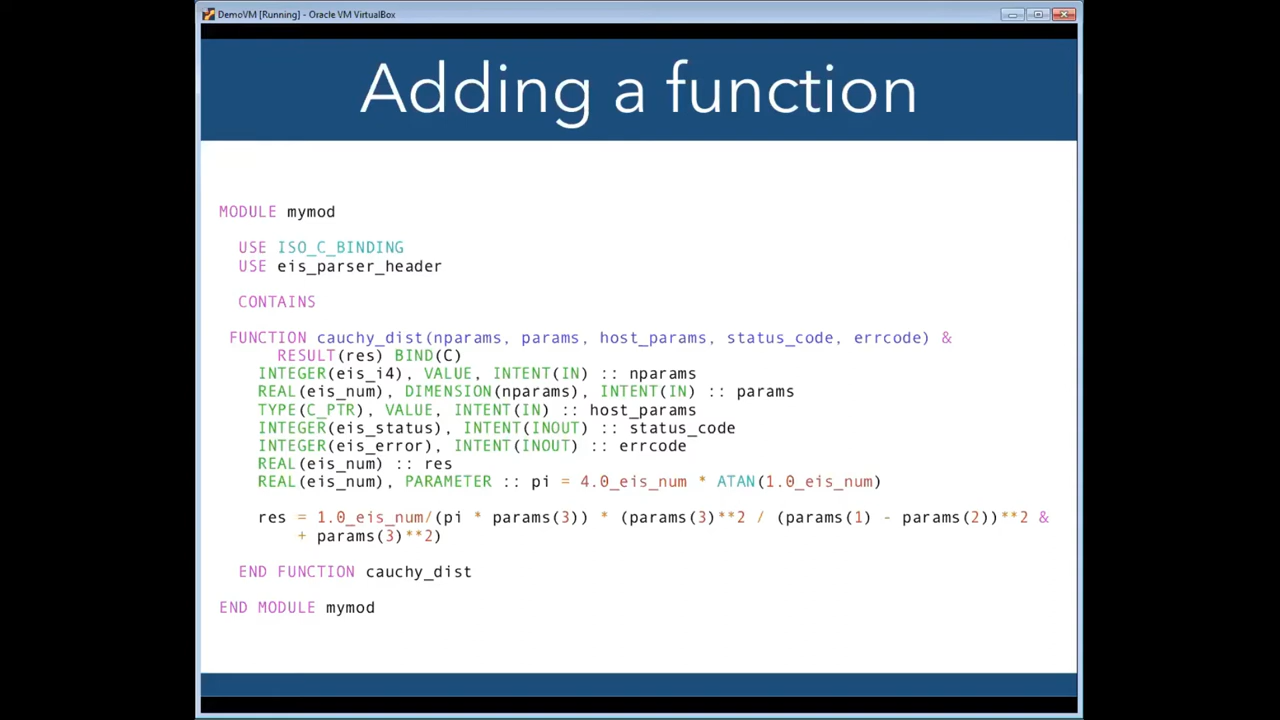 DemoVM [Running] - Oracle VM VirtualBox
Adding a function
MODULE mymod
USE ISO_C_BINDING
USE eis_parser_header
CONTAINS
FUNCTION cauchy_dist(nparams, params, host_params, status_code, errcode) &
RESULT(res) BIND(C)
INTEGER(eis_i4), VALUE, INTENT(IN) :: nparams
REAL(eis_num), DIMENSION(nparams), INTENT(IN) :: params
TYPE(C_PTR), VALUE, INTENT(IN) :: host_params
INTEGER(eis_status), INTENT(INOUT) :: status_code
INTEGER(eis_error), INTENT(INOUT) :: errcode
REAL(eis_num) :: res
REAL(eis_num), PARAMETER :: pi = 4.0_eis_num * ATAN(1.0_eis_num)
res = 1.0_eis_num/(pi * params(3)) * (params(3)**2 / (params(1) - params(2))**2 &
+ params(3)**2)
END FUNCTION cauchy_dist
END MODULE mymod